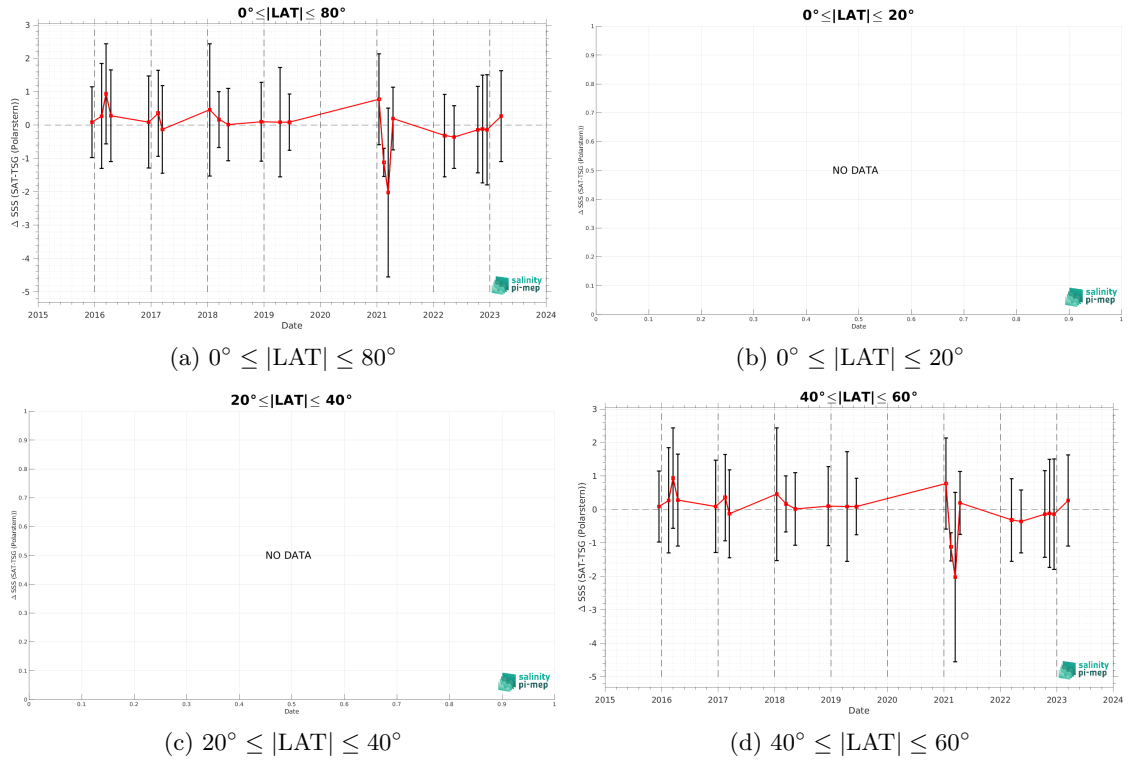 0°≤|LAT|≤ 80°
3
2
1
0
-1
-2
-3
-4
-5
Δ SSS (SAT-TSG (Polarstern))
2015 2016 2017 2018 2019 2020 2021 2022 2023 2024
Date
salinity
pi-mep
(a) 0° ≤ |LAT| ≤ 80°
0°≤|LAT|≤ 20°
1
0.9
0.8
0.7
0.6
0.5
0.4
0.3
0.2
0.1
0
Δ SSS (SAT-TSG (Polarstern))
NO DATA
0 0.1 0.2 0.3 0.4 0.5 0.6 0.7 0.8 0.9 1
Date
salinity
pi-mep
(b) 0° ≤ |LAT| ≤ 20°
20°≤|LAT|≤ 40°
1
0.9
0.8
0.7
0.6
0.5
0.4
0.3
0.2
0.1
0
Δ SSS (SAT-TSG (Polarstern))
NO DATA
0 0.1 0.2 0.3 0.4 0.5 0.6 0.7 0.8 0.9 1
Date
salinity
pi-mep
(c) 20° ≤ |LAT| ≤ 40°
40°≤|LAT|≤ 60°
3
2
1
0
-1
-2
-3
-4
-5
Δ SSS (SAT-TSG (Polarstern))
2015 2016 2017 2018 2019 2020 2021 2022 2023 2024
Date
salinity
pi-mep
(d) 40° ≤ |LAT| ≤ 60°